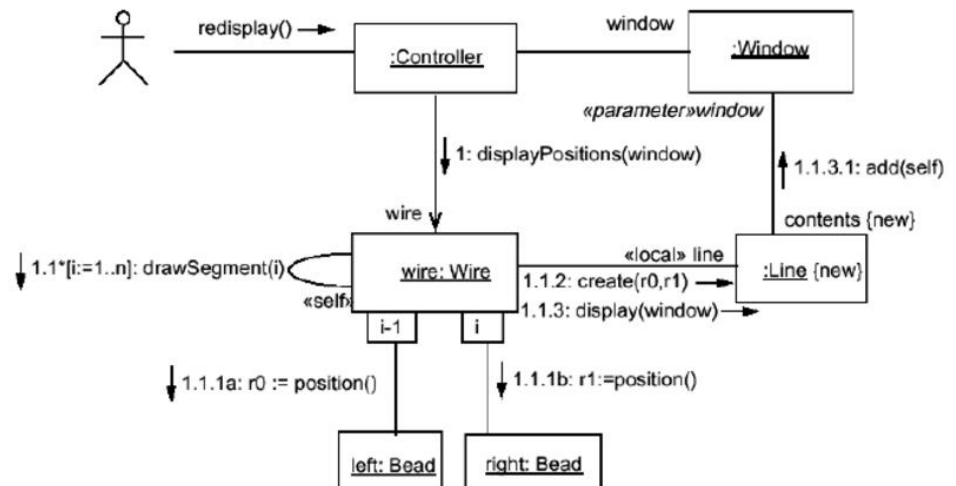 redisplay()
window
:Controller
:Window
«parameter»window
1: displayPositions(window)
1.1.3.1: add(self)
wire
contents {new}
1.1*[i:=1..n]: drawSegment(i)
wire: Wire
«local» line
:Line {new}
1.1.2: create(r0,r1)
«self»
1.1.3: display(window)
i-1
i
1.1.1a: r0 := position()
1.1.1b: r1:=position()
left: Bead
right: Bead